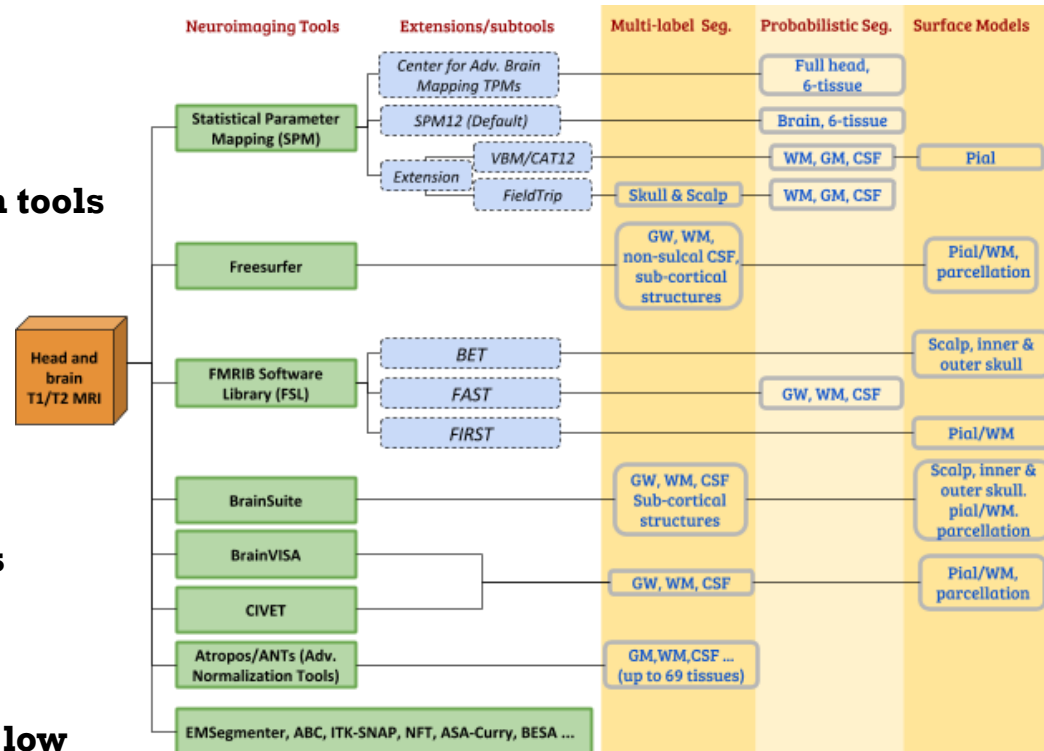 Neuroimaging Tools
Extensions/subtools
Multi-label Seg.
Probabilistic Seg.
Surface Models
Center for Adv. Brain
Mapping TPMs
Full head,
6-tissue
Statistical Parameter
Mapping (SPM)
SPM12 (Default)
Brain, 6-tissue
Extension
VBM/CAT12
WM, GM, CSF
Pial
FieldTrip
Skull & Scalp
WM, GM, CSF
n tools
Freesurfer
GW, WM,
non-sulcal CSF,
sub-cortical
structures
Pial/WM,
parcellation
Head and
brain
T1/T2 MRI
FMRIB Software
Library (FSL)
BET
Scalp, inner &
outer skull
FAST
GW, WM, CSF
FIRST
Pial/WM
BrainSuite
GW, WM, CSF
Sub-cortical
structures
Scalp, inner &
outer skull.
pial/WM.
parcellation
s
BrainVISA
CIVET
GW, WM, CSF
Pial/WM,
parcellation
Atropos/ANTs (Adv.
Normalization Tools)
GM,WM,CSF ...
(up to 69 tissues)
low
EMSegmenter, ABC, ITK-SNAP, NFT, ASA-Curry, BESA ...